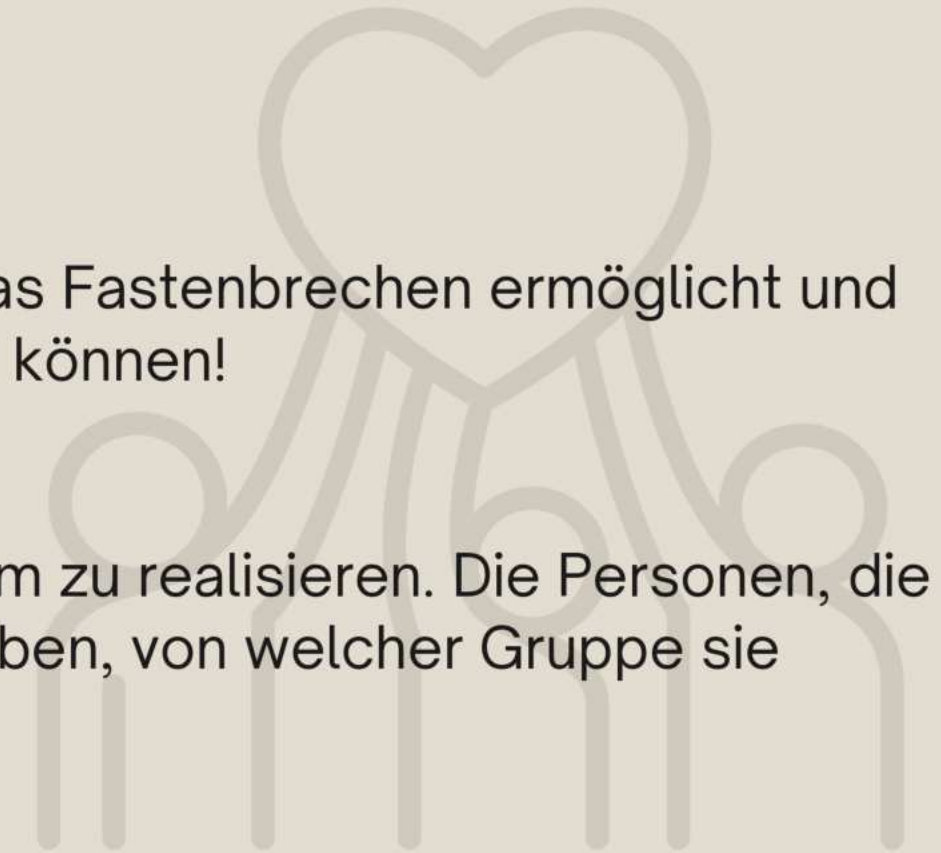 as Fastenbrechen ermöglicht und
können!
m zu realisieren. Die Personen, die
ben, von welcher Gruppe sie